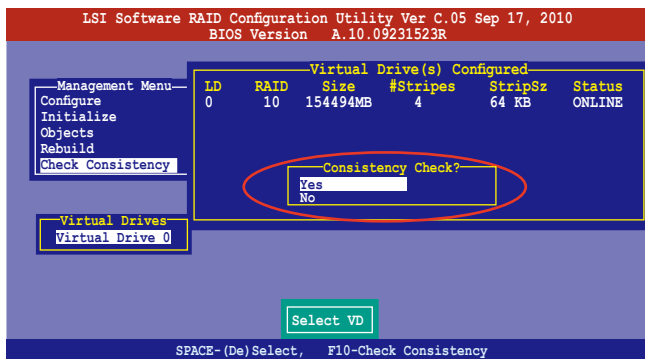 LSI Software RAID Configuration Utility Ver C.05 Sep 17, 2010
BIOS Version A.10.09231523R
Virtual Drive(s) Configured
LD RAID Size #Stripes StripSz Status
0 10 154494MB 4 64 KB ONLINE
Management Menu
Configure
Initialize
Objects
Rebuild
Check Consistency
Consistency Check?
Yes
No
Virtual Drives
Virtual Drive 0
Select VD
SPACE-(De)Select, F10-Check Consistency